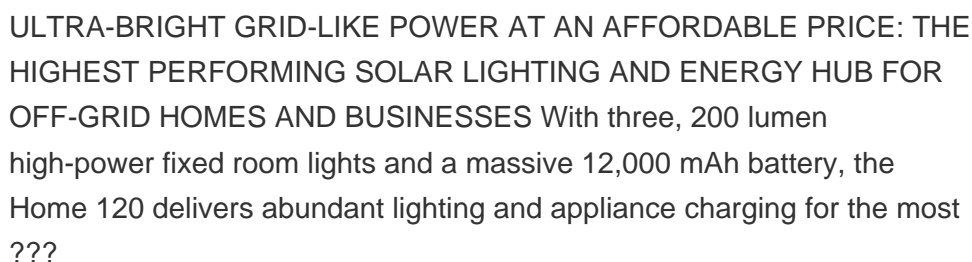 ULTRA-BRIGHT GRID-LIKE POWER AT AN AFFORDABLE PRICE: THE
HIGHEST PERFORMING SOLAR LIGHTING AND ENERGY HUB FOR
OFF-GRID HOMES AND BUSINESSES With three, 200 lumen
high-power fixed room lights and a massive 12,000 mAh battery, the
Home 120 delivers abundant lighting and appliance charging for the most
???